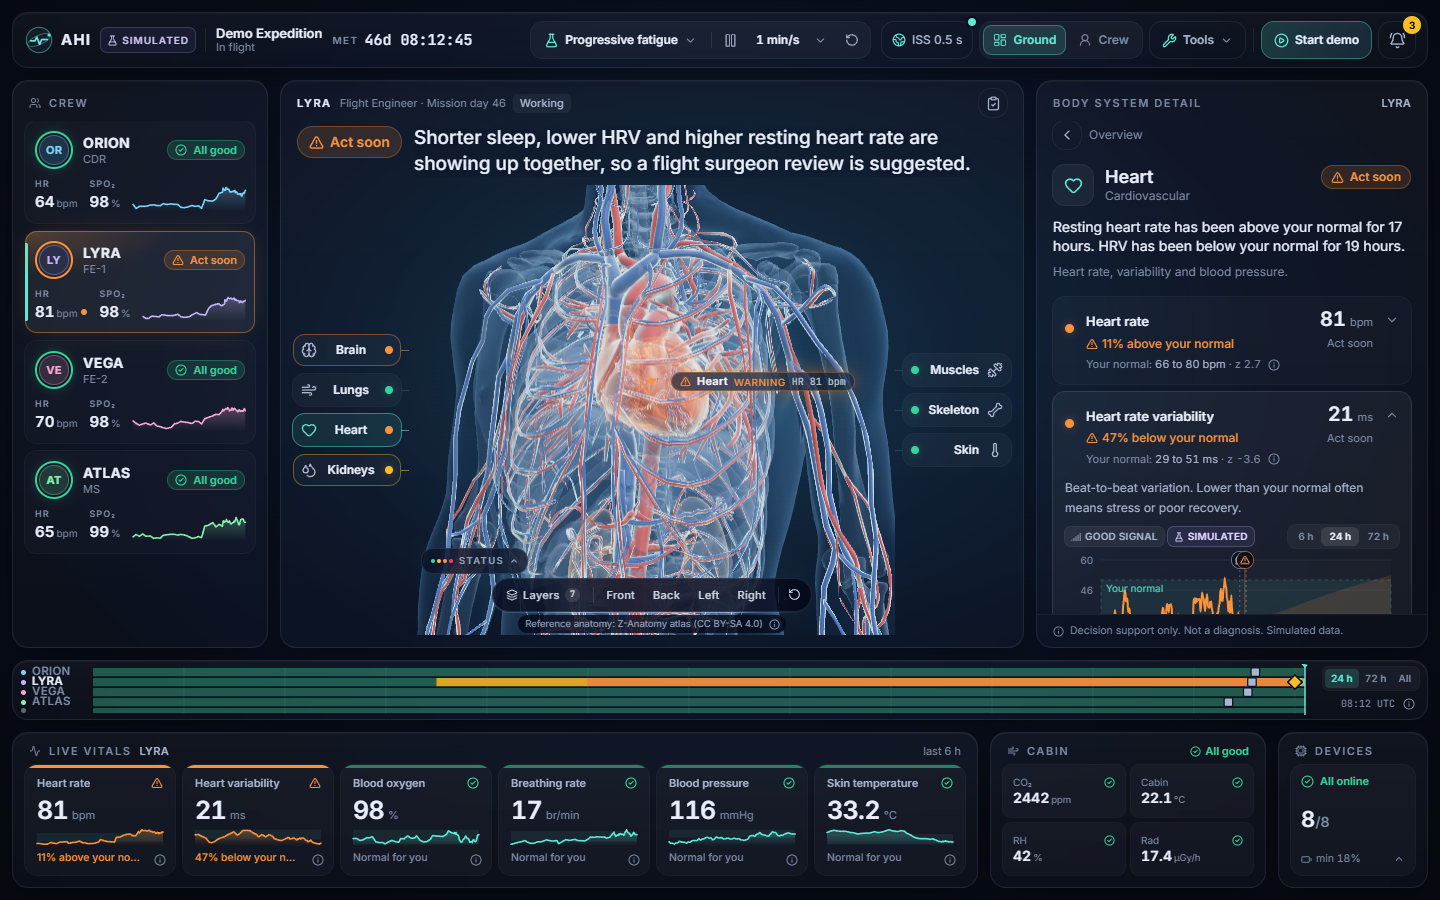 AHI
SIMULATED
Demo Expedition
In flight
MET 46d 08:12:45
Progressive fatigue
1 min/s
ISS 0.5 s
Ground
Crew
Tools
Start demo
3
CREW
OR
ORION
CDR
All good
HR
SPO₂
64 bpm
98 %
LY
LYRA
FE-1
Act soon
HR
SPO₂
81 bpm
98 %
VE
VEGA
FE-2
All good
HR
SPO₂
70 bpm
98 %
AT
ATLAS
MS
All good
HR
SPO₂
65 bpm
99 %
LYRA Flight Engineer · Mission day 46 Working
Act soon
Shorter sleep, lower HRV and higher resting heart rate are
showing up together, so a flight surgeon review is suggested.
Brain
Lungs
Heart
Kidneys
Heart WARNING HR 81 bpm
Muscles
Skeleton
Skin
STATUS
Layers 7
Front
Back
Left
Right
Reference anatomy: Z-Anatomy atlas (CC BY-SA 4.0)
BODY SYSTEM DETAIL
LYRA
Overview
Heart
Cardiovascular
Act soon
Resting heart rate has been above your normal for 17
hours. HRV has been below your normal for 19 hours.
Heart rate, variability and blood pressure.
Heart rate
81 bpm
11% above your normal
Act soon
Your normal: 66 to 80 bpm · z 2.7
Heart rate variability
21 ms
47% below your normal
Act soon
Your normal: 29 to 51 ms · z -3.6
Beat-to-beat variation. Lower than your normal often
means stress or poor recovery.
GOOD SIGNAL
SIMULATED
6 h
24 h
72 h
60
46
Your normal
Decision support only. Not a diagnosis. Simulated data.
ORION
LYRA
VEGA
ATLAS
24 h
72 h
All
08:12 UTC
LIVE VITALS LYRA
last 6 h
Heart rate
81 bpm
11% above your no...
Heart variability
21 ms
47% below your n...
Blood oxygen
98 %
Normal for you
Breathing rate
17 br/min
Normal for you
Blood pressure
116 mmHg
Normal for you
Skin temperature
33.2 °C
Normal for you
CABIN
All good
CO₂
2442 ppm
Cabin
22.1 °C
RH
42 %
Rad
17.4 µGy/h
DEVICES
All online
8/8
min 18%